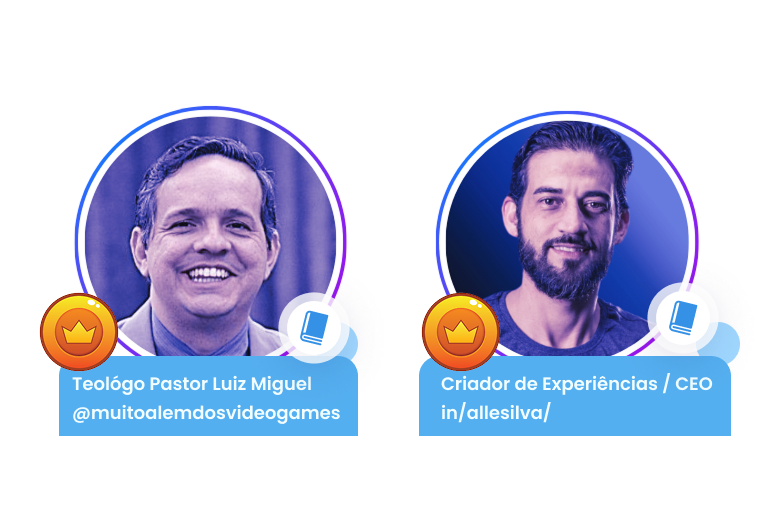 Teológo Pastor Luiz Miguel
@muitoalemdosvideogames
Criador de Experiências / CEO
in/allesilva/